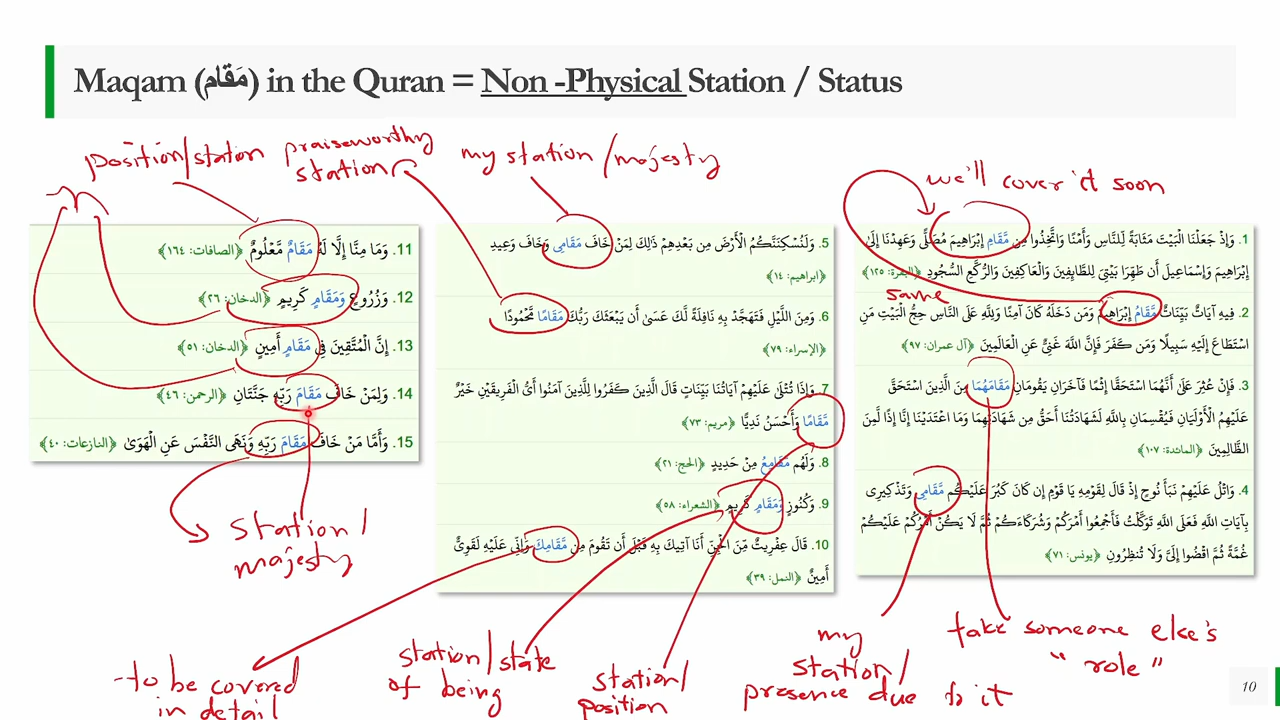 Maqam (مَقام) in the Quran = Non -Physical Station / Status
position/station
praiseworthy
station
my station/majesty
we'll cover it soon
1. وَإِذْ جَعَلْنَا الْبَيْتَ مَثَابَةً لِّلنَّاسِ وَأَمْنًا وَاتَّخِذُوا مِن مَّقَامِ إِبْرَاهِيمَ مُصَلًّى وَعَهِدْنَا إِلَىٰ
إِبْرَاهِيمَ وَإِسْمَاعِيلَ أَن طَهِّرَا بَيْتِيَ لِلطَّائِفِينَ وَالْعَاكِفِينَ وَالرُّكَّعِ السُّجُودِ ﴿البقرة: ١٢٥﴾
same
2. فِيهِ آيَاتٌ بَيِّنَاتٌ مَّقَامُ إِبْرَاهِيمَ وَمَن دَخَلَهُ كَانَ آمِنًا وَلِلَّهِ عَلَى النَّاسِ حِجُّ الْبَيْتِ مَنِ
اسْتَطَاعَ إِلَيْهِ سَبِيلًا وَمَن كَفَرَ فَإِنَّ اللَّهَ غَنِيٌّ عَنِ الْعَالَمِينَ ﴿آل عمران: ٩٧﴾
3. فَإِنْ عُثِرَ عَلَىٰ أَنَّهُمَا اسْتَحَقَّا إِثْمًا فَآخَرَانِ يَقُومَانِ مَقَامَهُمَا مِنَ الَّذِينَ اسْتَحَقَّ
عَلَيْهِمُ الْأَوْلَيَانِ فَيُقْسِمَانِ بِاللَّهِ لَشَهَادَتُنَا أَحَقُّ مِن شَهَادَتِهِمَا وَمَا اعْتَدَيْنَا إِنَّا إِذًا لَّمِنَ
الظَّالِمِينَ ﴿المائدة: ١٠٧﴾
4. وَاتْلُ عَلَيْهِمْ نَبَأَ نُوحٍ إِذْ قَالَ لِقَوْمِهِ يَا قَوْمِ إِن كَانَ كَبُرَ عَلَيْكُم مَّقَامِي وَتَذْكِيرِي
بِآيَاتِ اللَّهِ فَعَلَى اللَّهِ تَوَكَّلْتُ فَأَجْمِعُوا أَمْرَكُمْ وَشُرَكَاءَكُمْ ثُمَّ لَا يَكُنْ أَمْرُكُمْ عَلَيْكُمْ
غُمَّةً ثُمَّ اقْضُوا إِلَيَّ وَلَا تُنظِرُونِ ﴿يونس: ٧١﴾
5. وَلَنُسْكِنَنَّكُمُ الْأَرْضَ مِن بَعْدِهِمْ ذَٰلِكَ لِمَنْ خَافَ مَقَامِي وَخَافَ وَعِيدِ
﴿ابراهيم: ١٤﴾
6. وَمِنَ اللَّيْلِ فَتَهَجَّدْ بِهِ نَافِلَةً لَّكَ عَسَىٰ أَن يَبْعَثَكَ رَبُّكَ مَقَامًا مَّحْمُودًا
﴿الإسراء: ٧٩﴾
7. وَإِذَا تُتْلَىٰ عَلَيْهِمْ آيَاتُنَا بَيِّنَاتٍ قَالَ الَّذِينَ كَفَرُوا لِلَّذِينَ آمَنُوا أَيُّ الْفَرِيقَيْنِ خَيْرٌ
مَّقَامًا وَأَحْسَنُ نَدِيًّا ﴿مريم: ٧٣﴾
8. وَلَهُم مَّقَامِعُ مِنْ حَدِيدٍ ﴿الحج: ٢١﴾
9. وَكُنُوزٍ وَمَقَامٍ كَرِيمٍ ﴿الشعراء: ٥٨﴾
10. قَالَ عِفْرِيتٌ مِّنَ الْجِنِّ أَنَا آتِيكَ بِهِ قَبْلَ أَن تَقُومَ مِن مَّقَامِكَ وَإِنِّي عَلَيْهِ لَقَوِيٌّ
أَمِينٌ ﴿النمل: ٣٩﴾
11. وَمَا مِنَّا إِلَّا لَهُ مَقَامٌ مَّعْلُومٌ ﴿الصافات: ١٦٤﴾
12. وَزُرُوعٍ وَمَقَامٍ كَرِيمٍ ﴿الدخان: ٢٦﴾
13. إِنَّ الْمُتَّقِينَ فِي مَقَامٍ أَمِينٍ ﴿الدخان: ٥١﴾
14. وَلِمَنْ خَافَ مَقَامَ رَبِّهِ جَنَّتَانِ ﴿الرحمن: ٤٦﴾
15. وَأَمَّا مَنْ خَافَ مَقَامَ رَبِّهِ وَنَهَى النَّفْسَ عَنِ الْهَوَىٰ ﴿النازعات: ٤٠﴾
station/
majesty
to be covered
in detail
station/state
of being
station/
position
my
station/
presence due to it
take someone else's
"role"
10